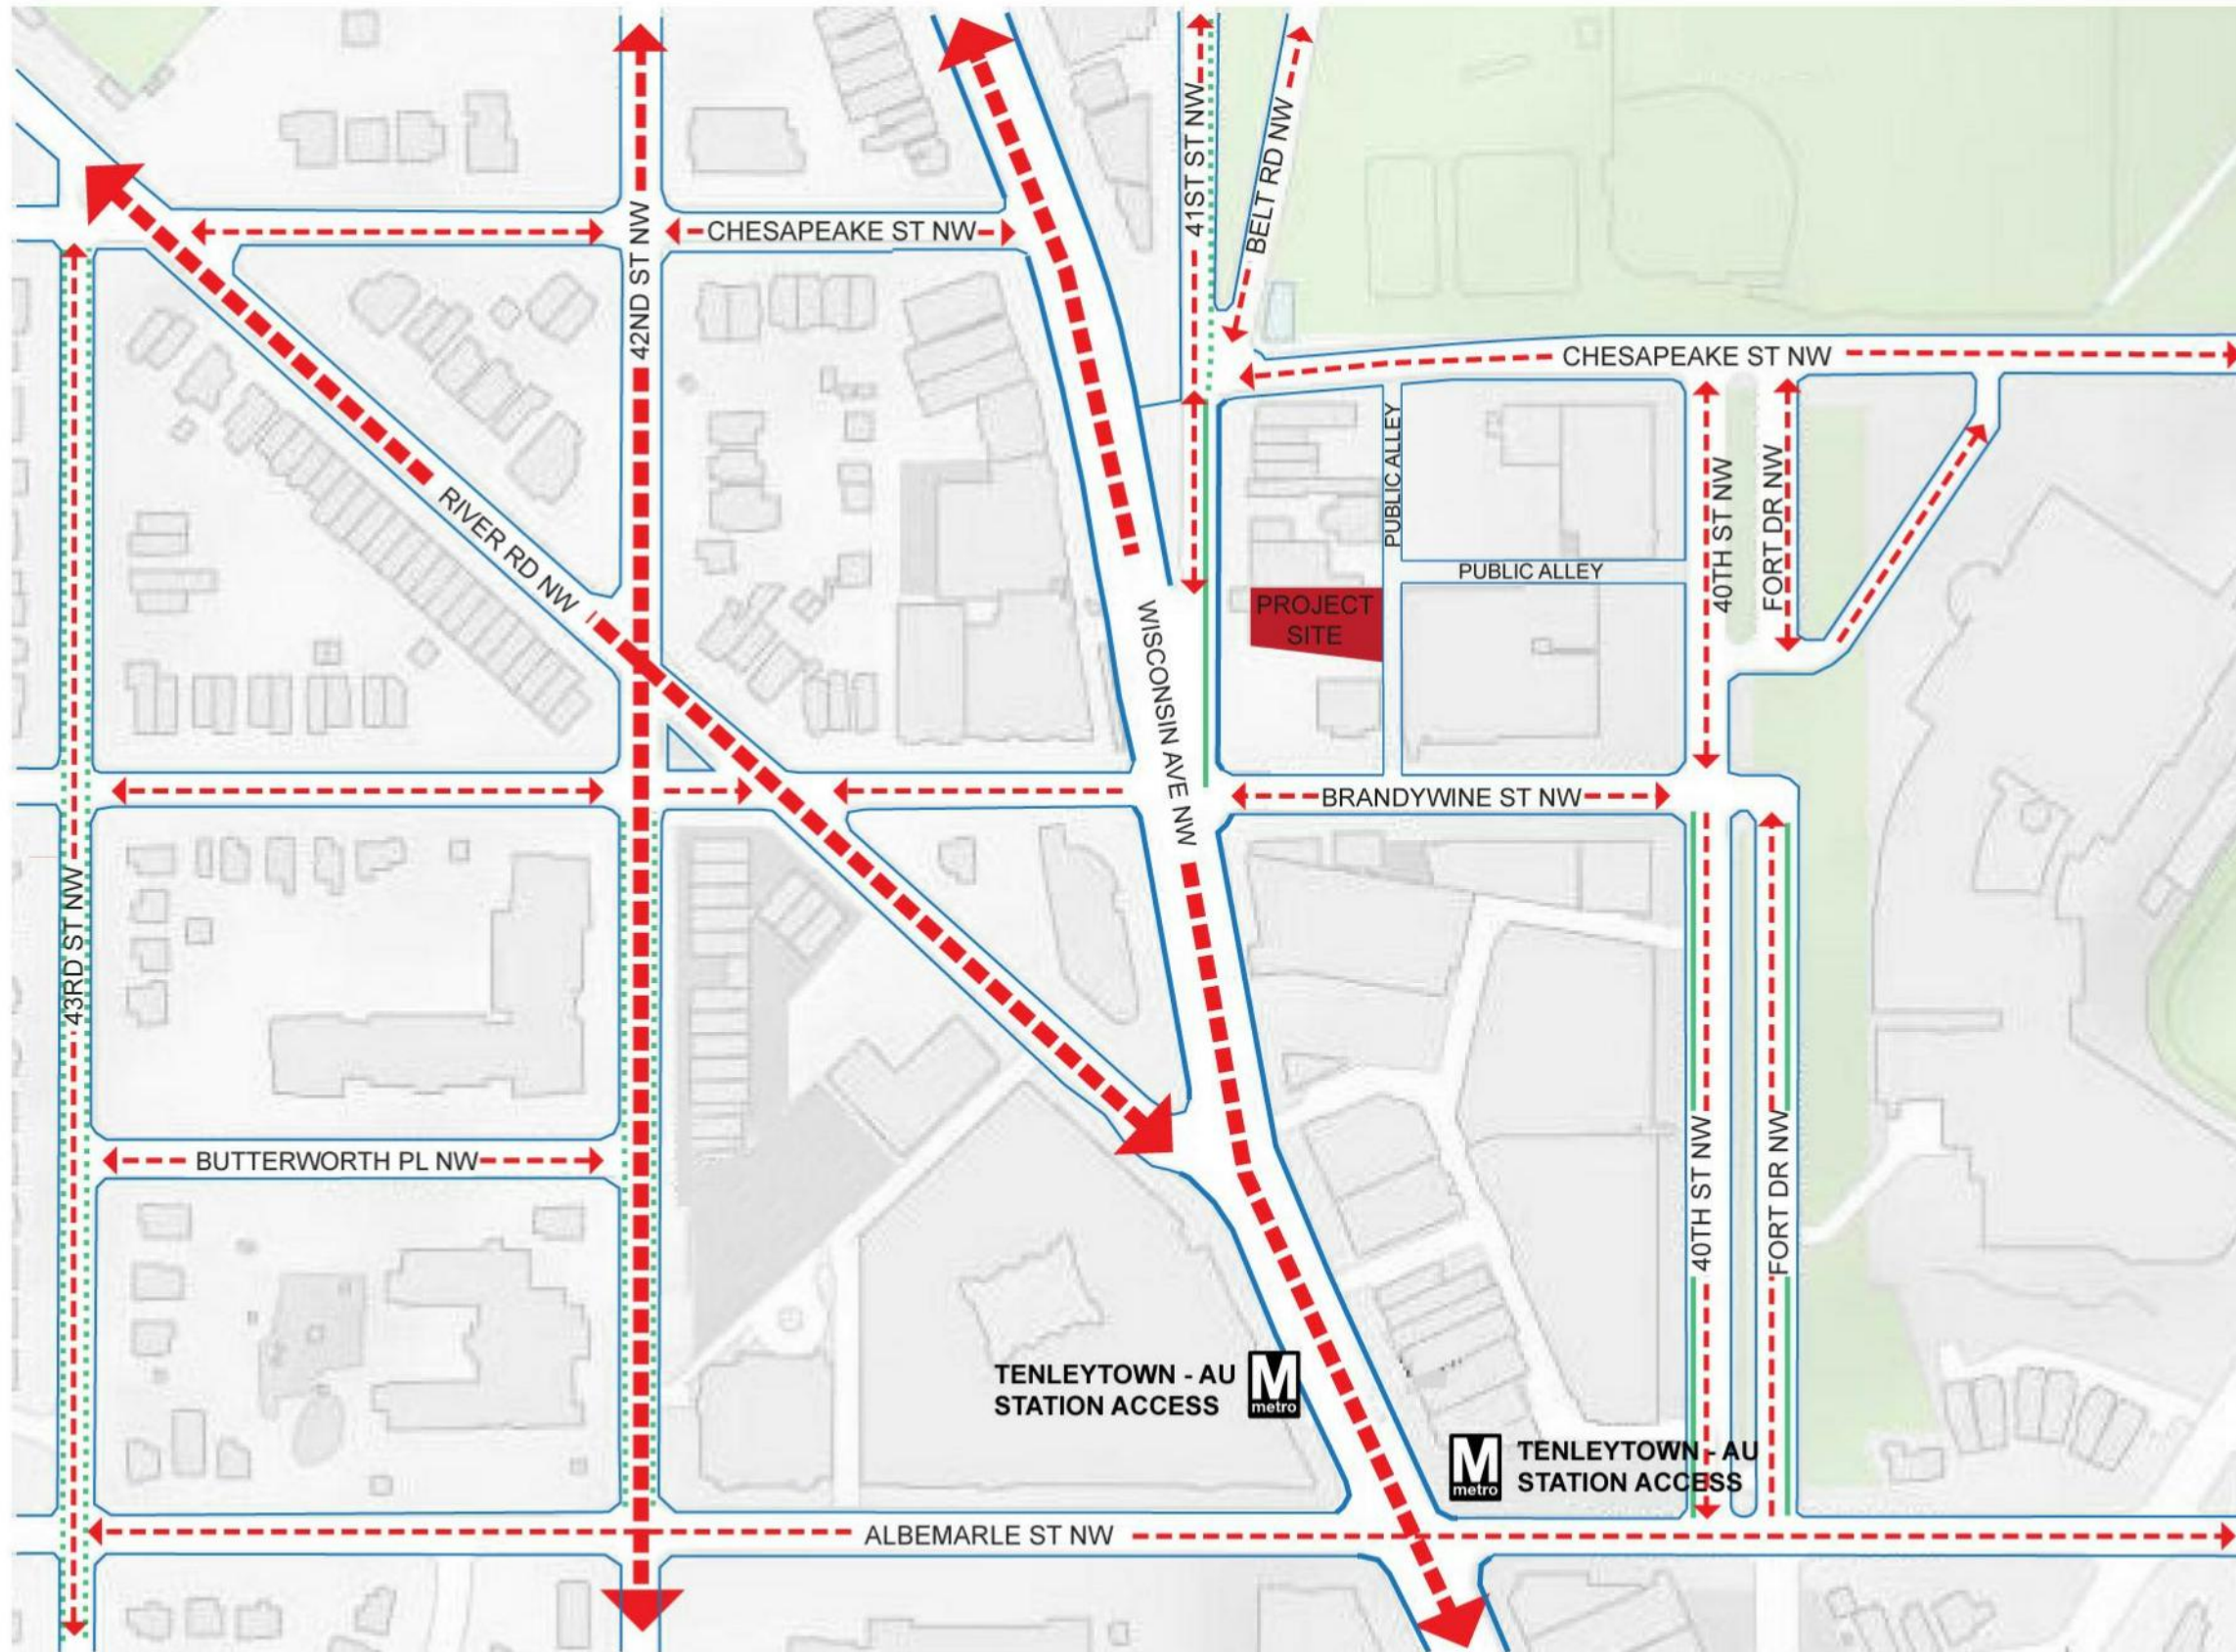 41ST ST NW
BELT RD NW
CHESAPEAKE ST NW
42ND ST NW
CHESAPEAKE ST NW
PUBLIC ALLEY
RIVER RD NW
40TH ST NW
FORT DR NW
PUBLIC ALLEY
PROJECT
SITE
WISCONSIN AVE NW
BRANDYWINE ST NW
43RD ST NW
BUTTERWORTH PL NW
40TH ST NW
FORT DR NW
TENLEYTOWN - AU
STATION ACCESS
M
metro
M
metro
TENLEYTOWN - AU
STATION ACCESS
ALBEMARLE ST NW